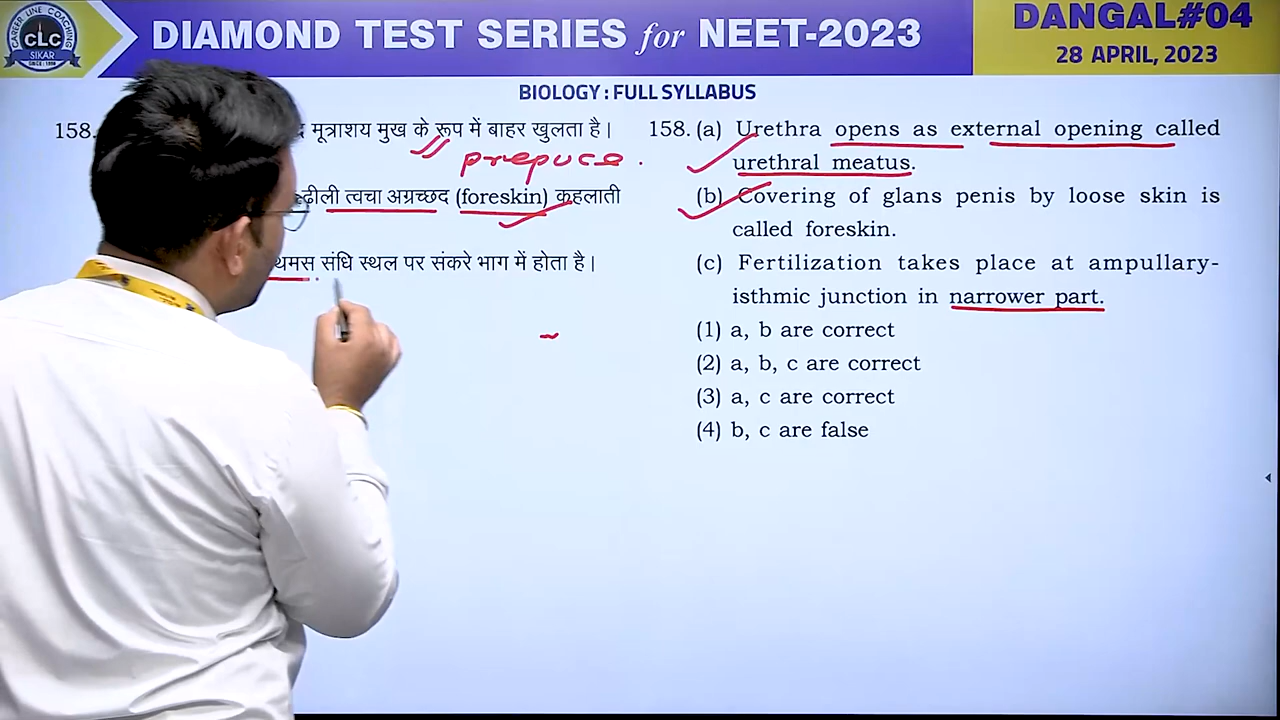 CAREER LINE COACHING
CLC
SIKAR
SINCE : 1996
DIAMOND TEST SERIES for NEET-2023
DANGAL#04
28 APRIL, 2023
BIOLOGY : FULL SYLLABUS
158.
मूत्राशय मुख के रूप में बाहर खुलता है।
prepuce.
ढीली त्वचा अग्रच्छद (foreskin) कहलाती
थमस संधि स्थल पर संकरे भाग में होता है।
158. (a) Urethra opens as external opening called
urethral meatus.
(b) Covering of glans penis by loose skin is
called foreskin.
(c) Fertilization takes place at ampullary-
isthmic junction in narrower part.
(1) a, b are correct
(2) a, b, c are correct
(3) a, c are correct
(4) b, c are false